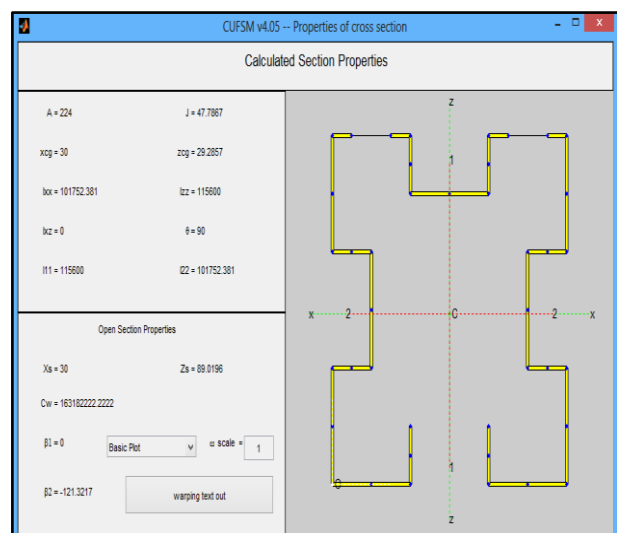 CUFSM v4.05 -- Properties of cross section
Calculated Section Properties
A = 224
J = 47.7867
xcg = 30
zcg = 29.2857
Ixx = 101752.381
Izz = 115600
Ixz = 0
θ = 90
I11 = 115600
I22 = 101752.381
Open Section Properties
Xs = 30
Zs = 89.0196
Cw = 163182222.2222
β1 = 0
Basic Plot
scale =
1
β2 = -121.3217
warping text out
z
1
x
2
C
2
x
1
O
z